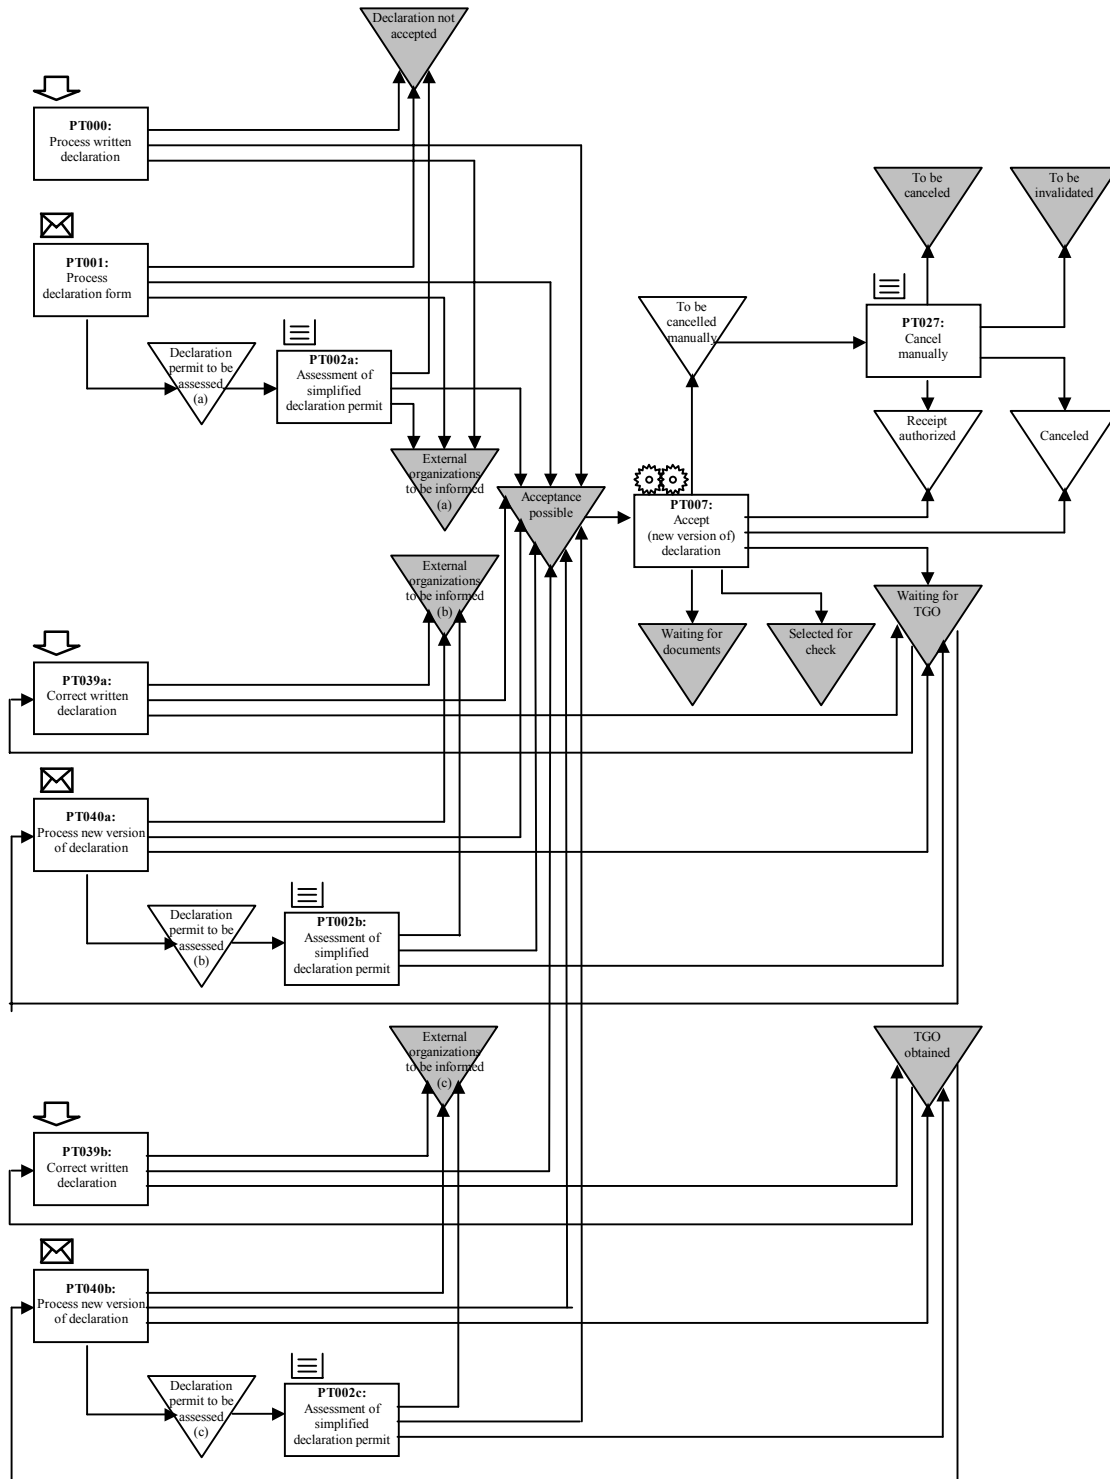 Declaration not
accepted
PT000:
Process written
declaration
To be
canceled
To be
invalidated
PT001:
Process
declaration form
To be
cancelled
manually
PT027:
Cancel
manually
Declaration
permit to be
assessed
(a)
PT002a:
Assessment of
simplified
declaration permit
Receipt
authorized
Canceled
External
organizations
to be informed
(a)
Acceptance
possible
PT007:
Accept
(new version of)
declaration
External
organizations
to be informed
(b)
Waiting for
TGO
Waiting for
documents
Selected for
check
PT039a:
Correct written
declaration
PT040a:
Process new version
of declaration
Declaration
permit to be
assessed
(b)
PT002b:
Assessment of
simplified
declaration permit
External
organizations
to be informed
(c)
TGO
obtained
PT039b:
Correct written
declaration
PT040b:
Process new version
of declaration
Declaration
permit to be
assessed
(c)
PT002c:
Assessment of
simplified
declaration permit